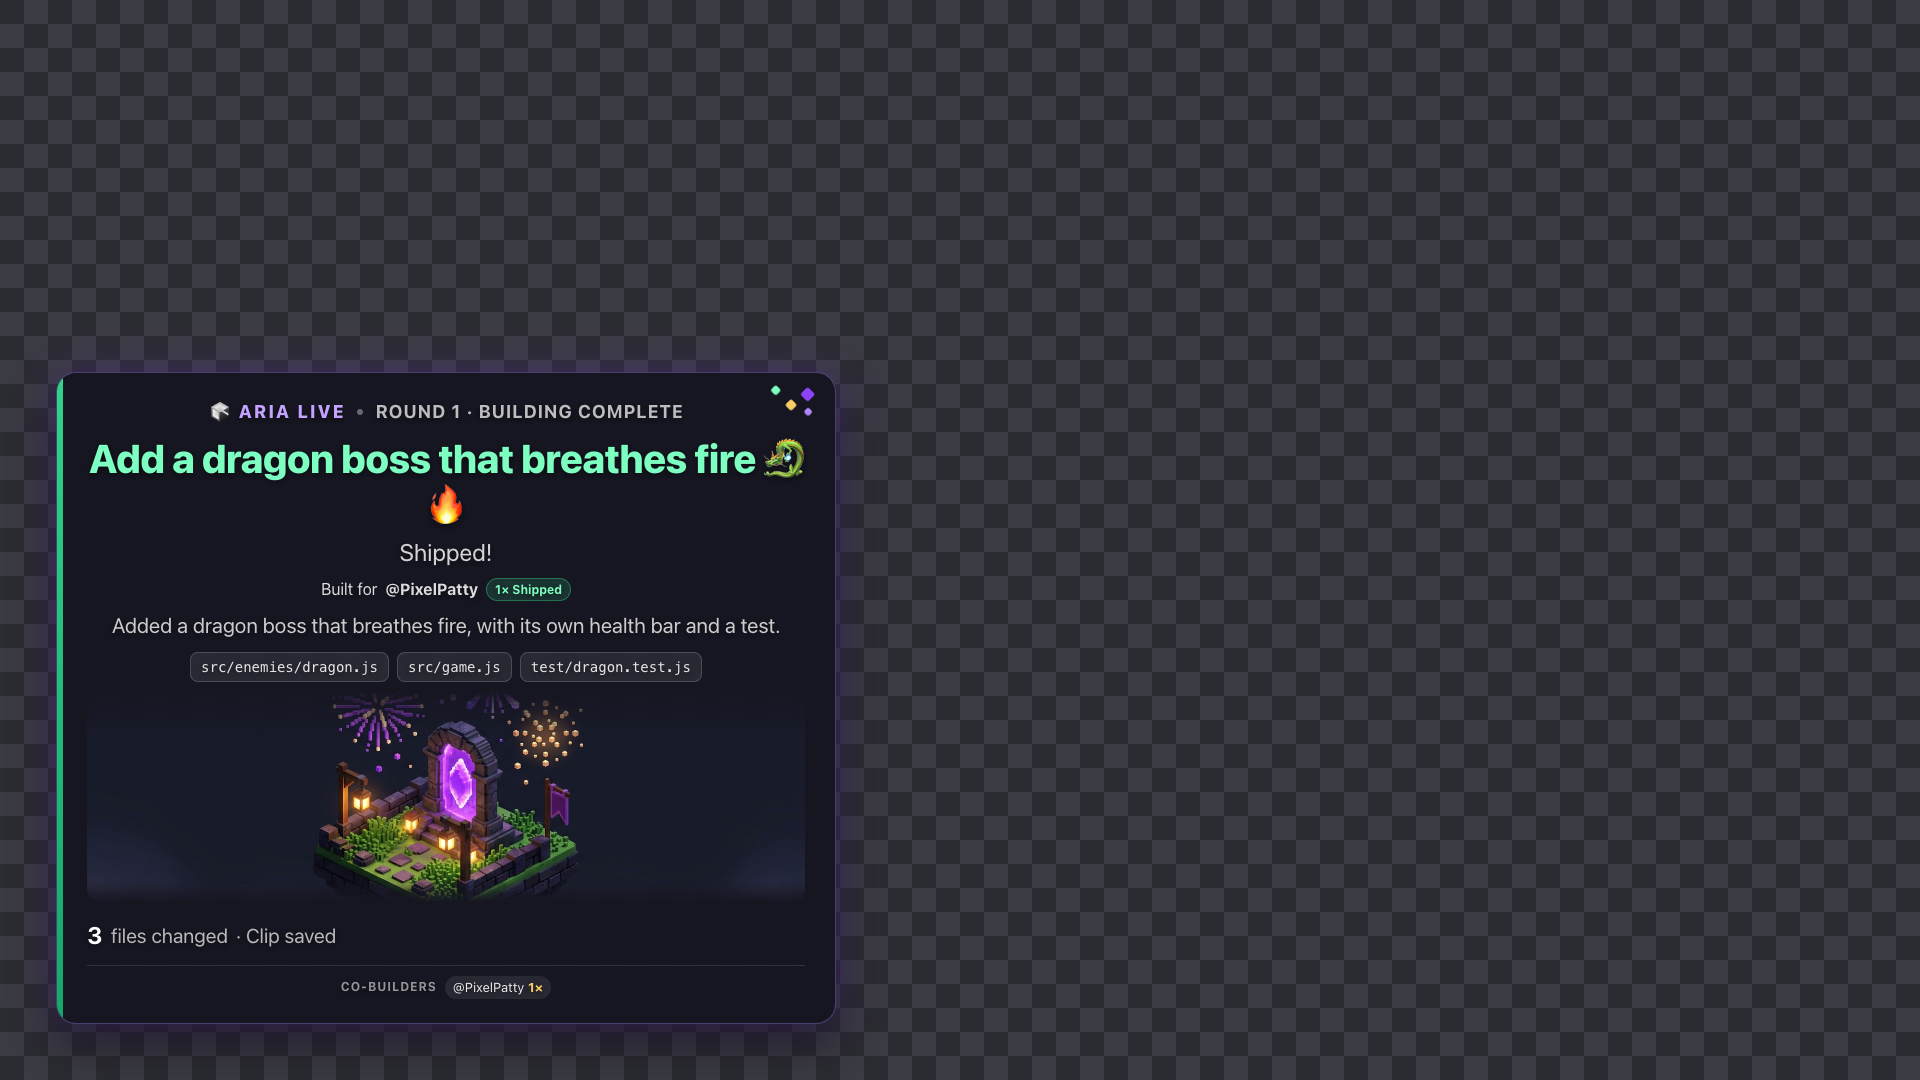 ARIA LIVE • ROUND 1 · BUILDING COMPLETE
Add a dragon boss that breathes fire 🐉
🔥
Shipped!
Built for @PixelPatty 1× Shipped
Added a dragon boss that breathes fire, with its own health bar and a test.
src/enemies/dragon.js src/game.js test/dragon.test.js
3 files changed · Clip saved
CO-BUILDERS @PixelPatty 1×